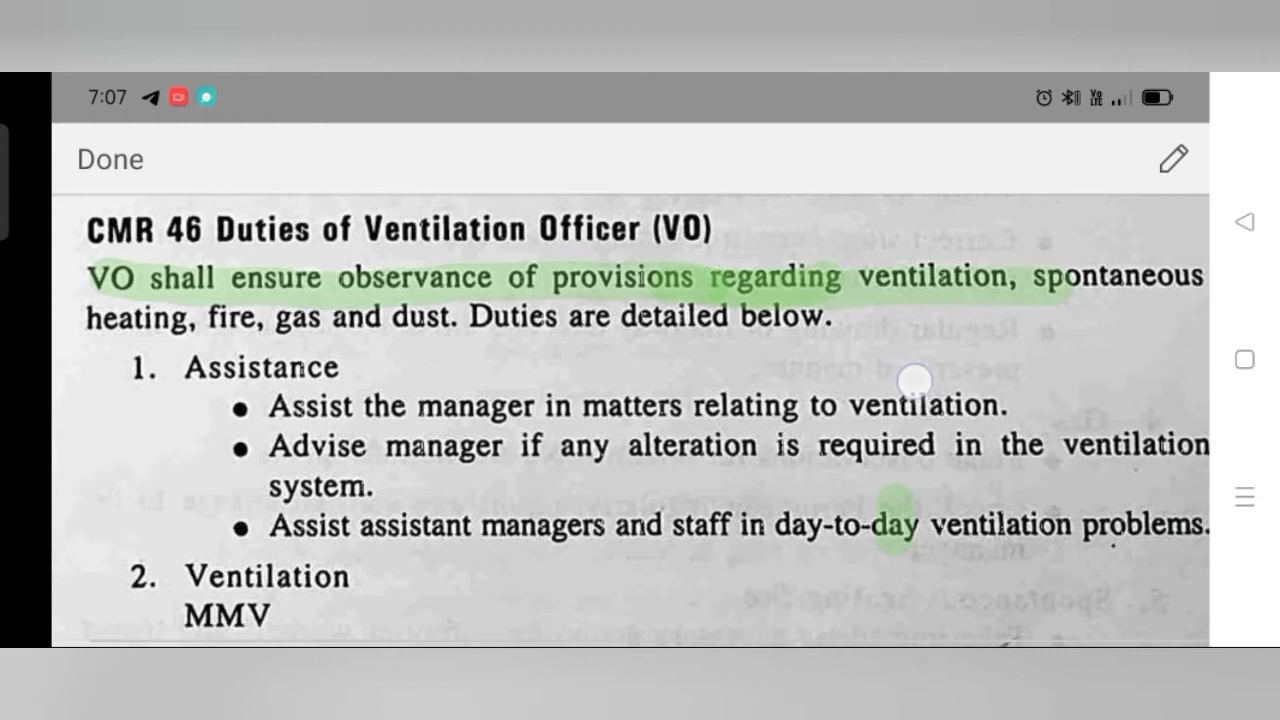 7:07
Done
CMR 46 Duties of Ventilation Officer (VO)
VO shall ensure observance of provisions regarding ventilation, spontaneous
heating, fire, gas and dust. Duties are detailed below.
1. Assistance
● Assist the manager in matters relating to ventilation.
● Advise manager if any alteration is required in the ventilation
system.
● Assist assistant managers and staff in day-to-day ventilation problems.
2. Ventilation
MMV